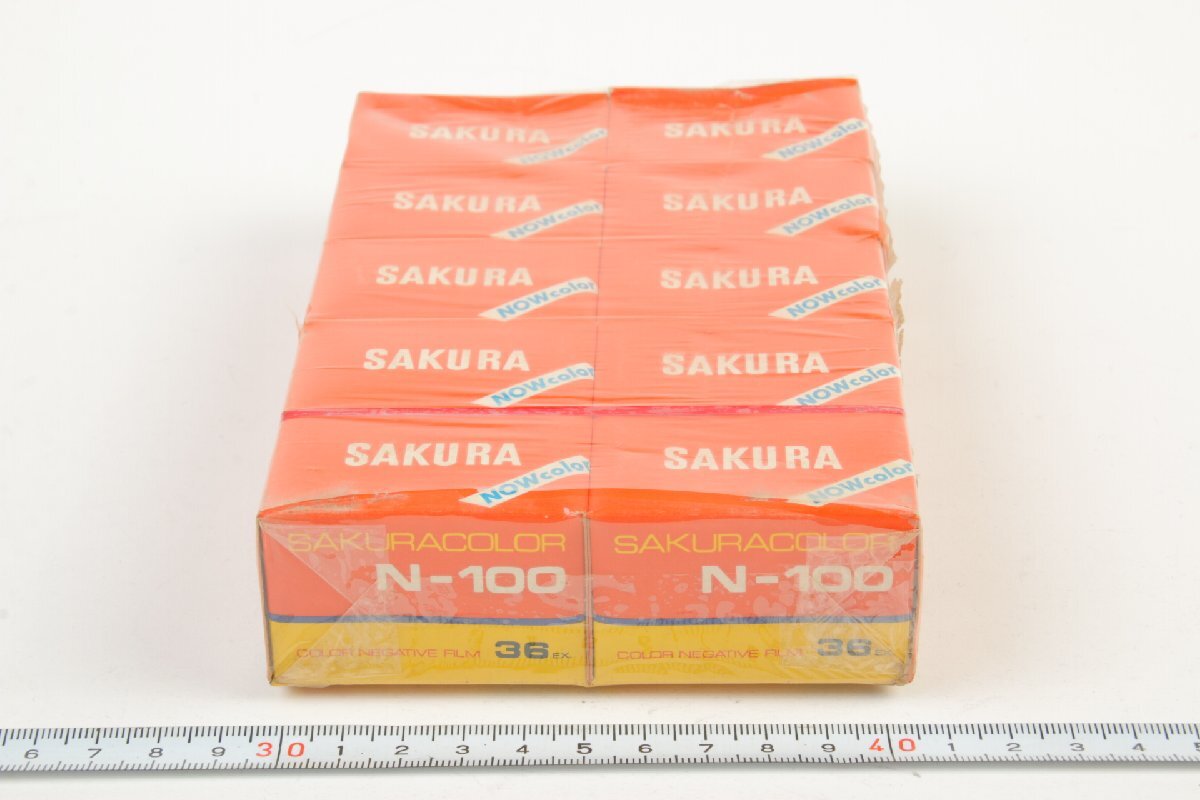 SAKURA NOWcolor SAKURA NOWcolor
SAKURA NOWcolor SAKURA NOWcolor
SAKURA NOWcolor SAKURA NOWcolor
SAKURA NOWcolor SAKURA NOWcolor
SAKURA NOWcolor SAKURA NOWcolor
SAKURACOLOR SAKURACOLOR
N-100 N-100
COLOR NEGATIVE FILM 36 EX. COLOR NEGATIVE FILM 36 EX.
6 7 8 9 30 1 2 3 4 5 6 7 8 9 40 1 2 3 4 5